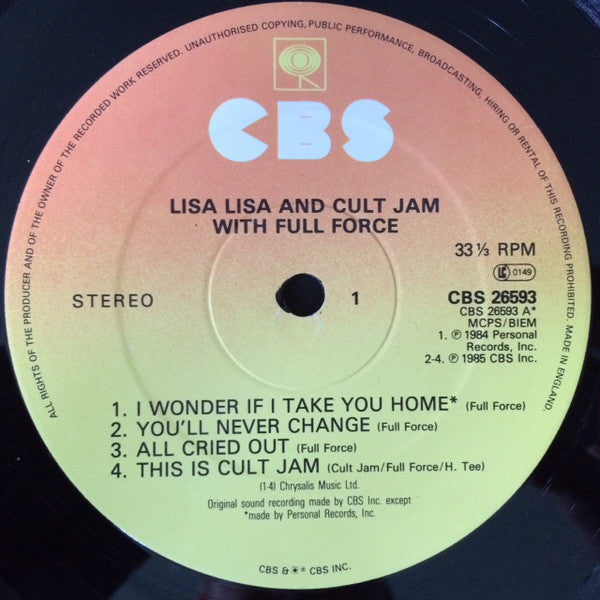 ALL RIGHTS OF THE PRODUCER AND OF THE OWNER OF THE RECORDED WORK RESERVED. UNAUTHORISED COPYING, PUBLIC PERFORMANCE, BROADCASTING, HIRING OR RENTAL OF THIS RECORDING PROHIBITED. MADE IN ENGLAND.
CBS
LISA LISA AND CULT JAM
WITH FULL FORCE
33⅓ RPM
LC 0149
STEREO
1
CBS 26593
CBS 26593 A*
MCPS/BIEM
1. ℗ 1984 Personal
Records, Inc.
2-4. ℗ 1985 CBS Inc.
1. I WONDER IF I TAKE YOU HOME* (Full Force)
2. YOU'LL NEVER CHANGE (Full Force)
3. ALL CRIED OUT (Full Force)
4. THIS IS CULT JAM (Cult Jam/Full Force/H. Tee)
(1-4) Chrysalis Music Ltd.
Original sound recording made by CBS Inc. except
*made by Personal Records, Inc.
CBS & ® CBS INC.